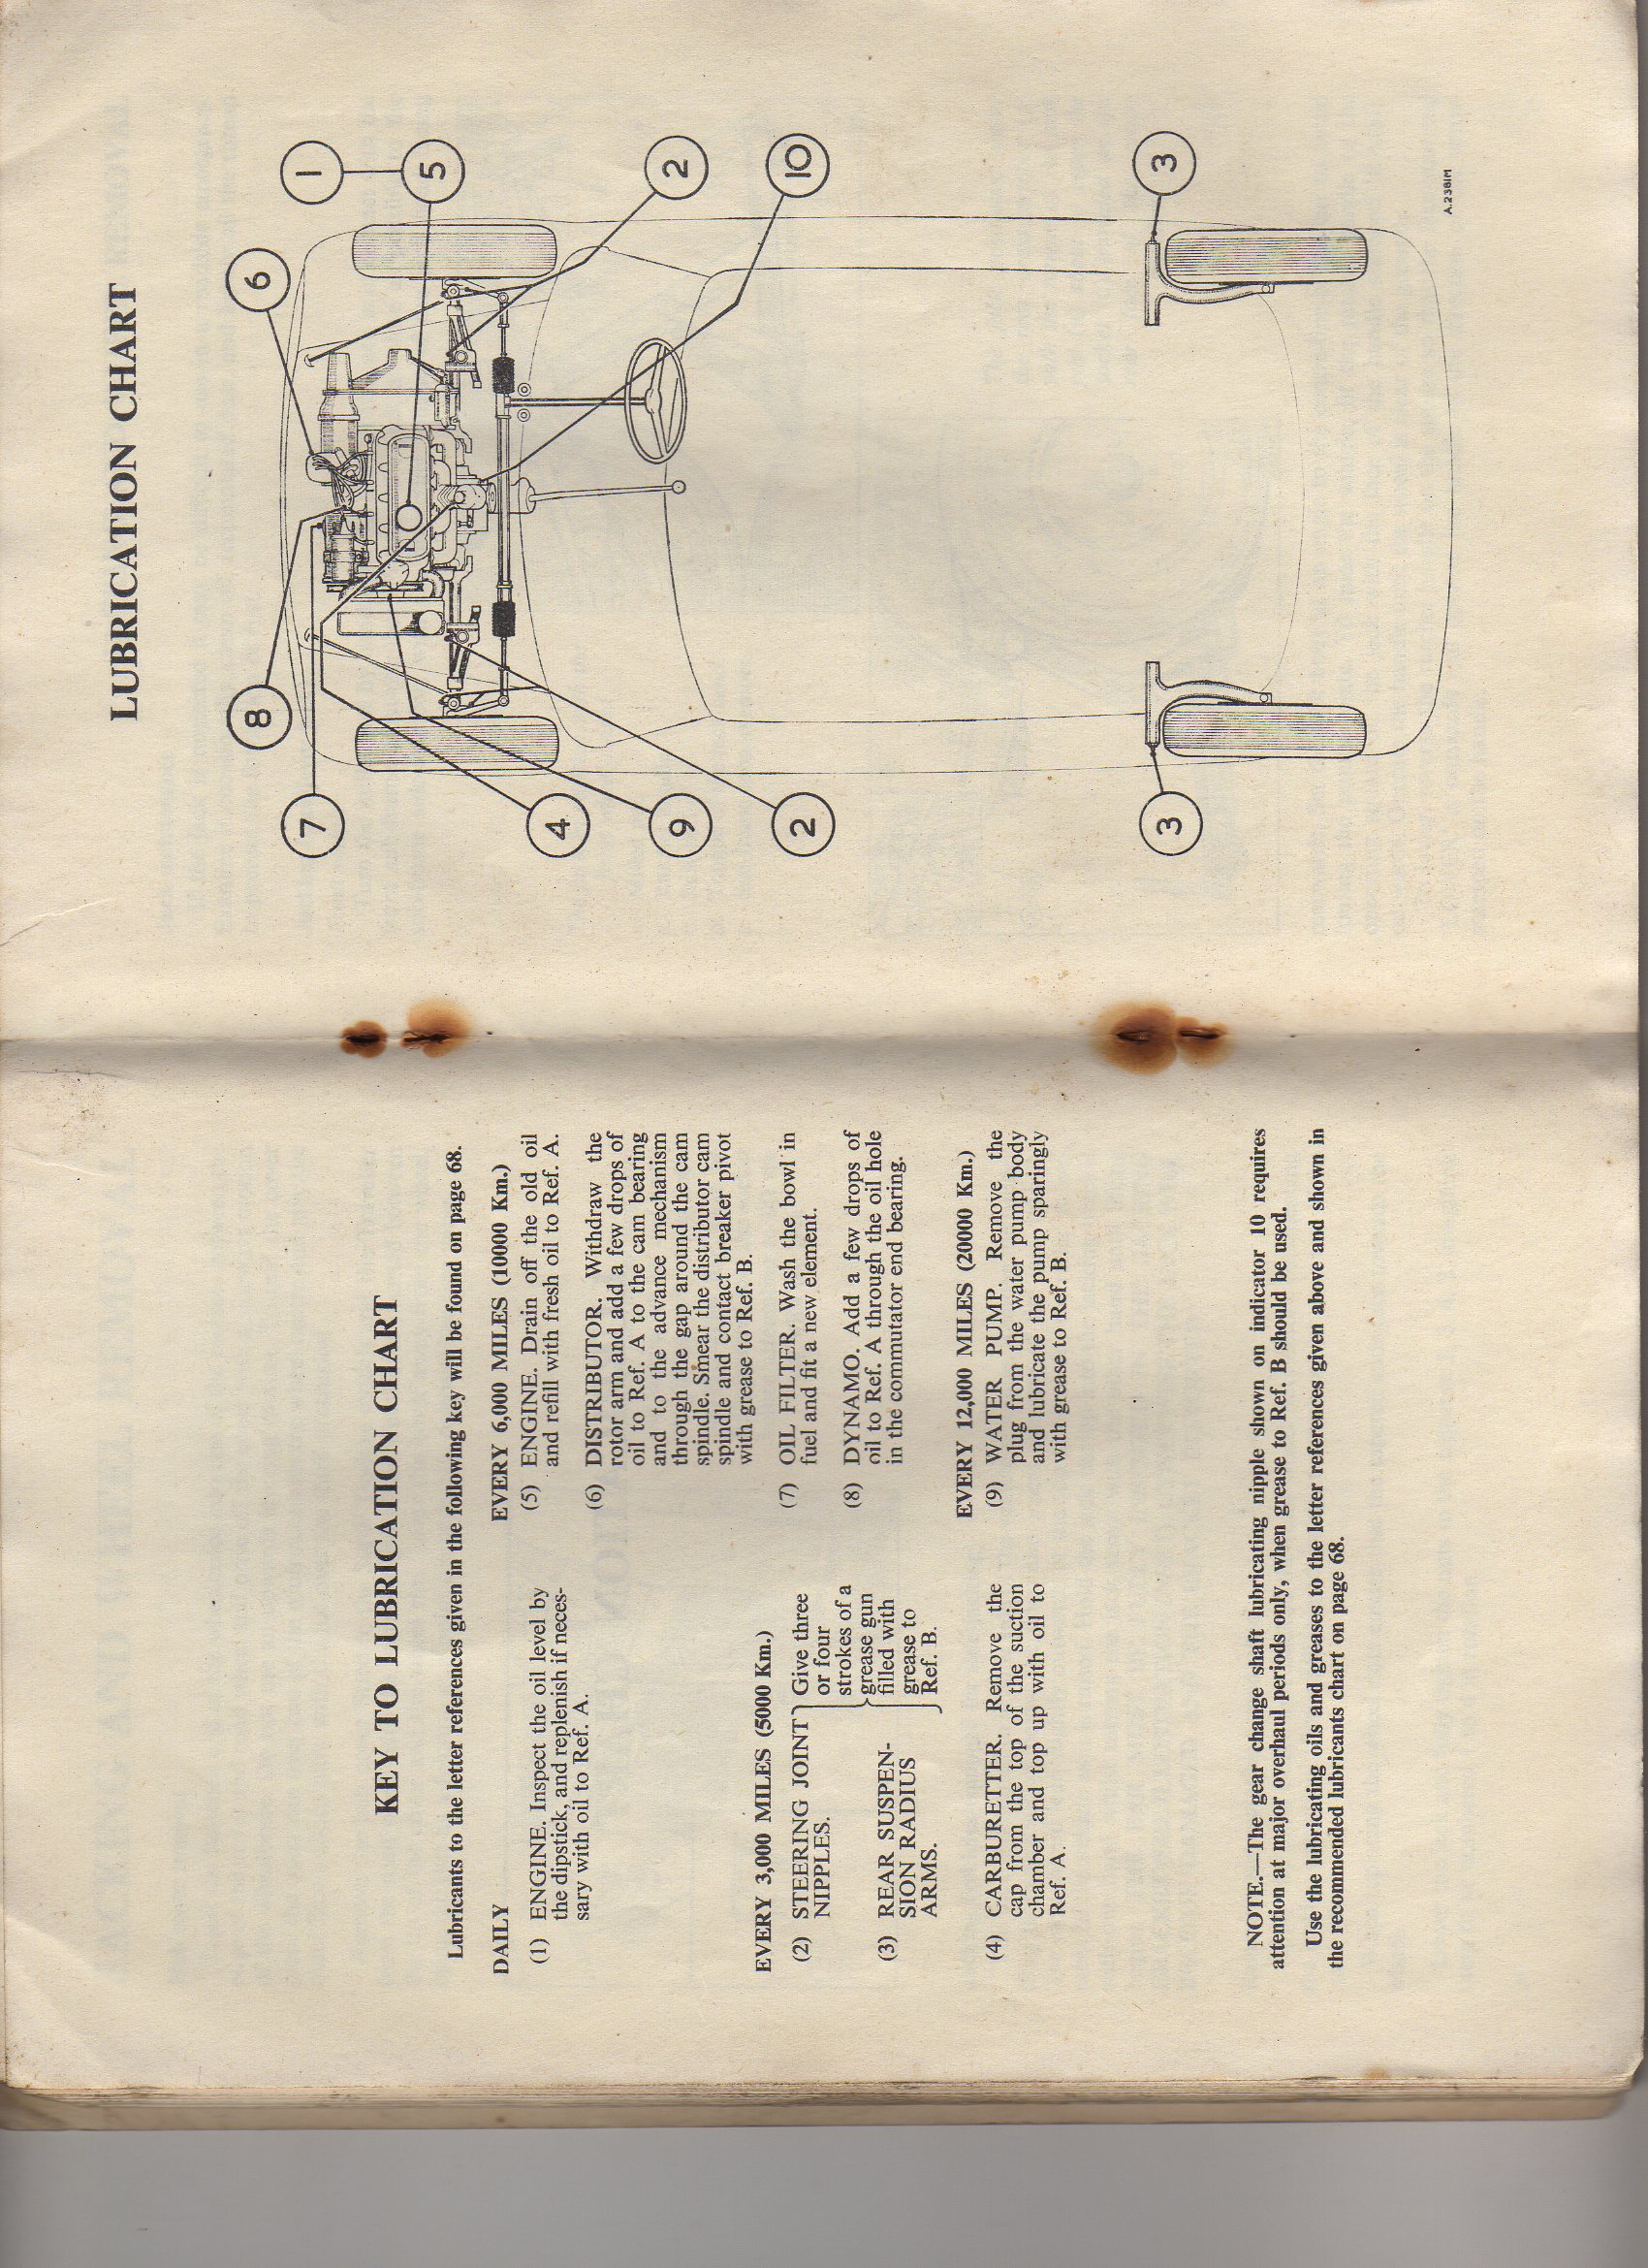 KEY TO LUBRICATION CHART
Lubricants to the letter references given in the following key will be found on page 68.
DAILY
(1) ENGINE. Inspect the oil level by
the dipstick, and replenish if neces-
sary with oil to Ref. A.
EVERY 3,000 MILES (5000 Km.)
(2) STEERING JOINT
NIPPLES.
(3) REAR SUSPEN-
SION RADIUS
ARMS.
Give three
or four
strokes of a
grease gun
filled with
grease to
Ref. B.
(4) CARBURETTER. Remove the
cap from the top of the suction
chamber and top up with oil to
Ref. A.
EVERY 6,000 MILES (10000 Km.)
(5) ENGINE. Drain off the old oil
and refill with fresh oil to Ref. A.
(6) DISTRIBUTOR. Withdraw the
rotor arm and add a few drops of
oil to Ref. A to the cam bearing
and to the advance mechanism
through the gap around the cam
spindle. Smear the distributor cam
spindle and contact breaker pivot
with grease to Ref. B.
(7) OIL FILTER. Wash the bowl in
fuel and fit a new element.
(8) DYNAMO. Add a few drops of
oil to Ref. A through the oil hole
in the commutator end bearing.
EVERY 12,000 MILES (20000 Km.)
(9) WATER PUMP. Remove the
plug from the water pump body
and lubricate the pump sparingly
with grease to Ref. B.
NOTE.—The gear change shaft lubricating nipple shown on indicator 10 requires
attention at major overhaul periods only, when grease to Ref. B should be used.
Use the lubricating oils and greases to the letter references given above and shown in
the recommended lubricants chart on page 68.
LUBRICATION CHART
8
6
7
1
4
5
9
2
2
10
3
3
A.2381M